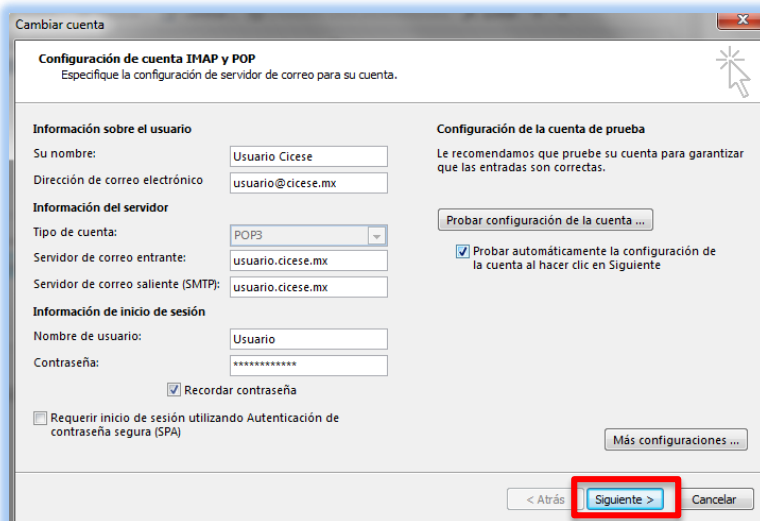 Cambiar cuenta
Configuración de cuenta IMAP y POP
Especifique la configuración de servidor de correo para su cuenta.
Información sobre el usuario
Su nombre:
Usuario Cicese
Dirección de correo electrónico
usuario@cicese.mx
Información del servidor
Tipo de cuenta:
POP3
Servidor de correo entrante:
usuario.cicese.mx
Servidor de correo saliente (SMTP):
usuario.cicese.mx
Información de inicio de sesión
Nombre de usuario:
Usuario
Contraseña:
************
Recordar contraseña
Requerir inicio de sesión utilizando Autenticación de
contraseña segura (SPA)
Configuración de la cuenta de prueba
Le recomendamos que pruebe su cuenta para garantizar
que las entradas son correctas.
Probar configuración de la cuenta ...
Probar automáticamente la configuración de
la cuenta al hacer clic en Siguiente
Más configuraciones ...
< Atrás
Siguiente >
Cancelar